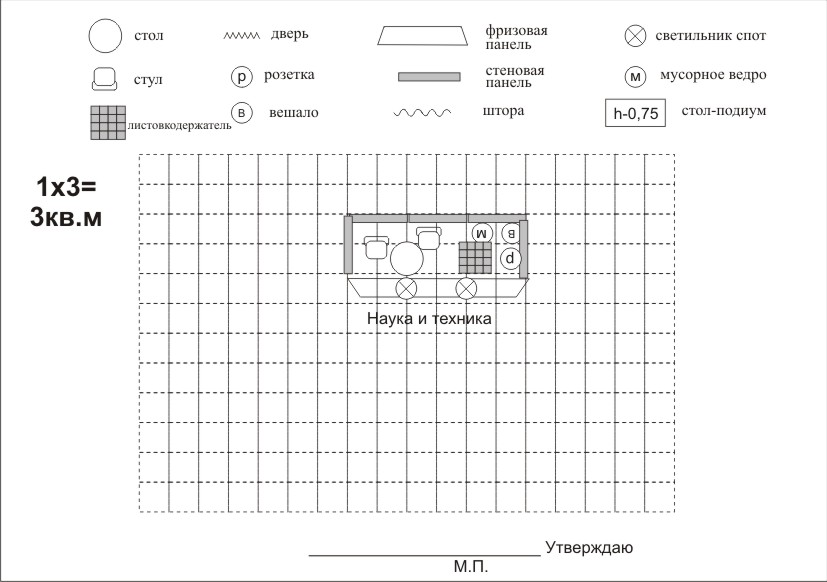 стол
дверь
фризовая
панель
светильник спот
стул
р
розетка
стеновая
панель
м
мусорное ведро
листовкодержатель
в
вешало
штора
h-0,75
стол-подиум
1х3=
3кв.м
м
в
р
Наука и техника
Утверждаю
М.П.